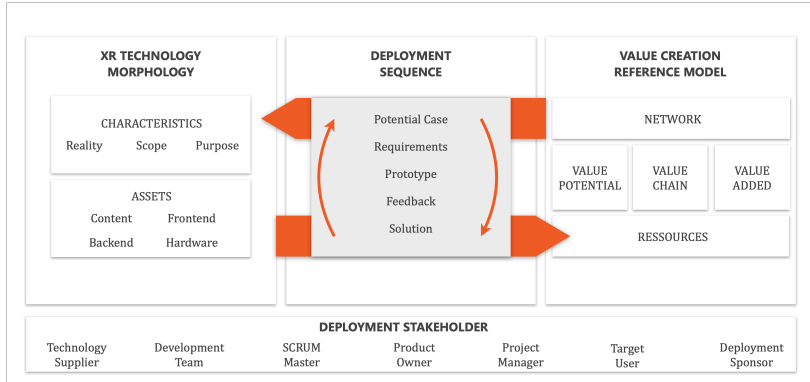 XR TECHNOLOGY
MORPHOLOGY
CHARACTERISTICS
Reality Scope Purpose
ASSETS
Content Frontend
Backend Hardware
DEPLOYMENT
SEQUENCE
Potential Case
Requirements
Prototype
Feedback
Solution
VALUE CREATION
REFERENCE MODEL
NETWORK
VALUE
POTENTIAL
VALUE
CHAIN
VALUE
ADDED
RESSOURCES
DEPLOYMENT STAKEHOLDER
Technology
Supplier
Development
Team
SCRUM
Master
Product
Owner
Project
Manager
Target
User
Deployment
Sponsor